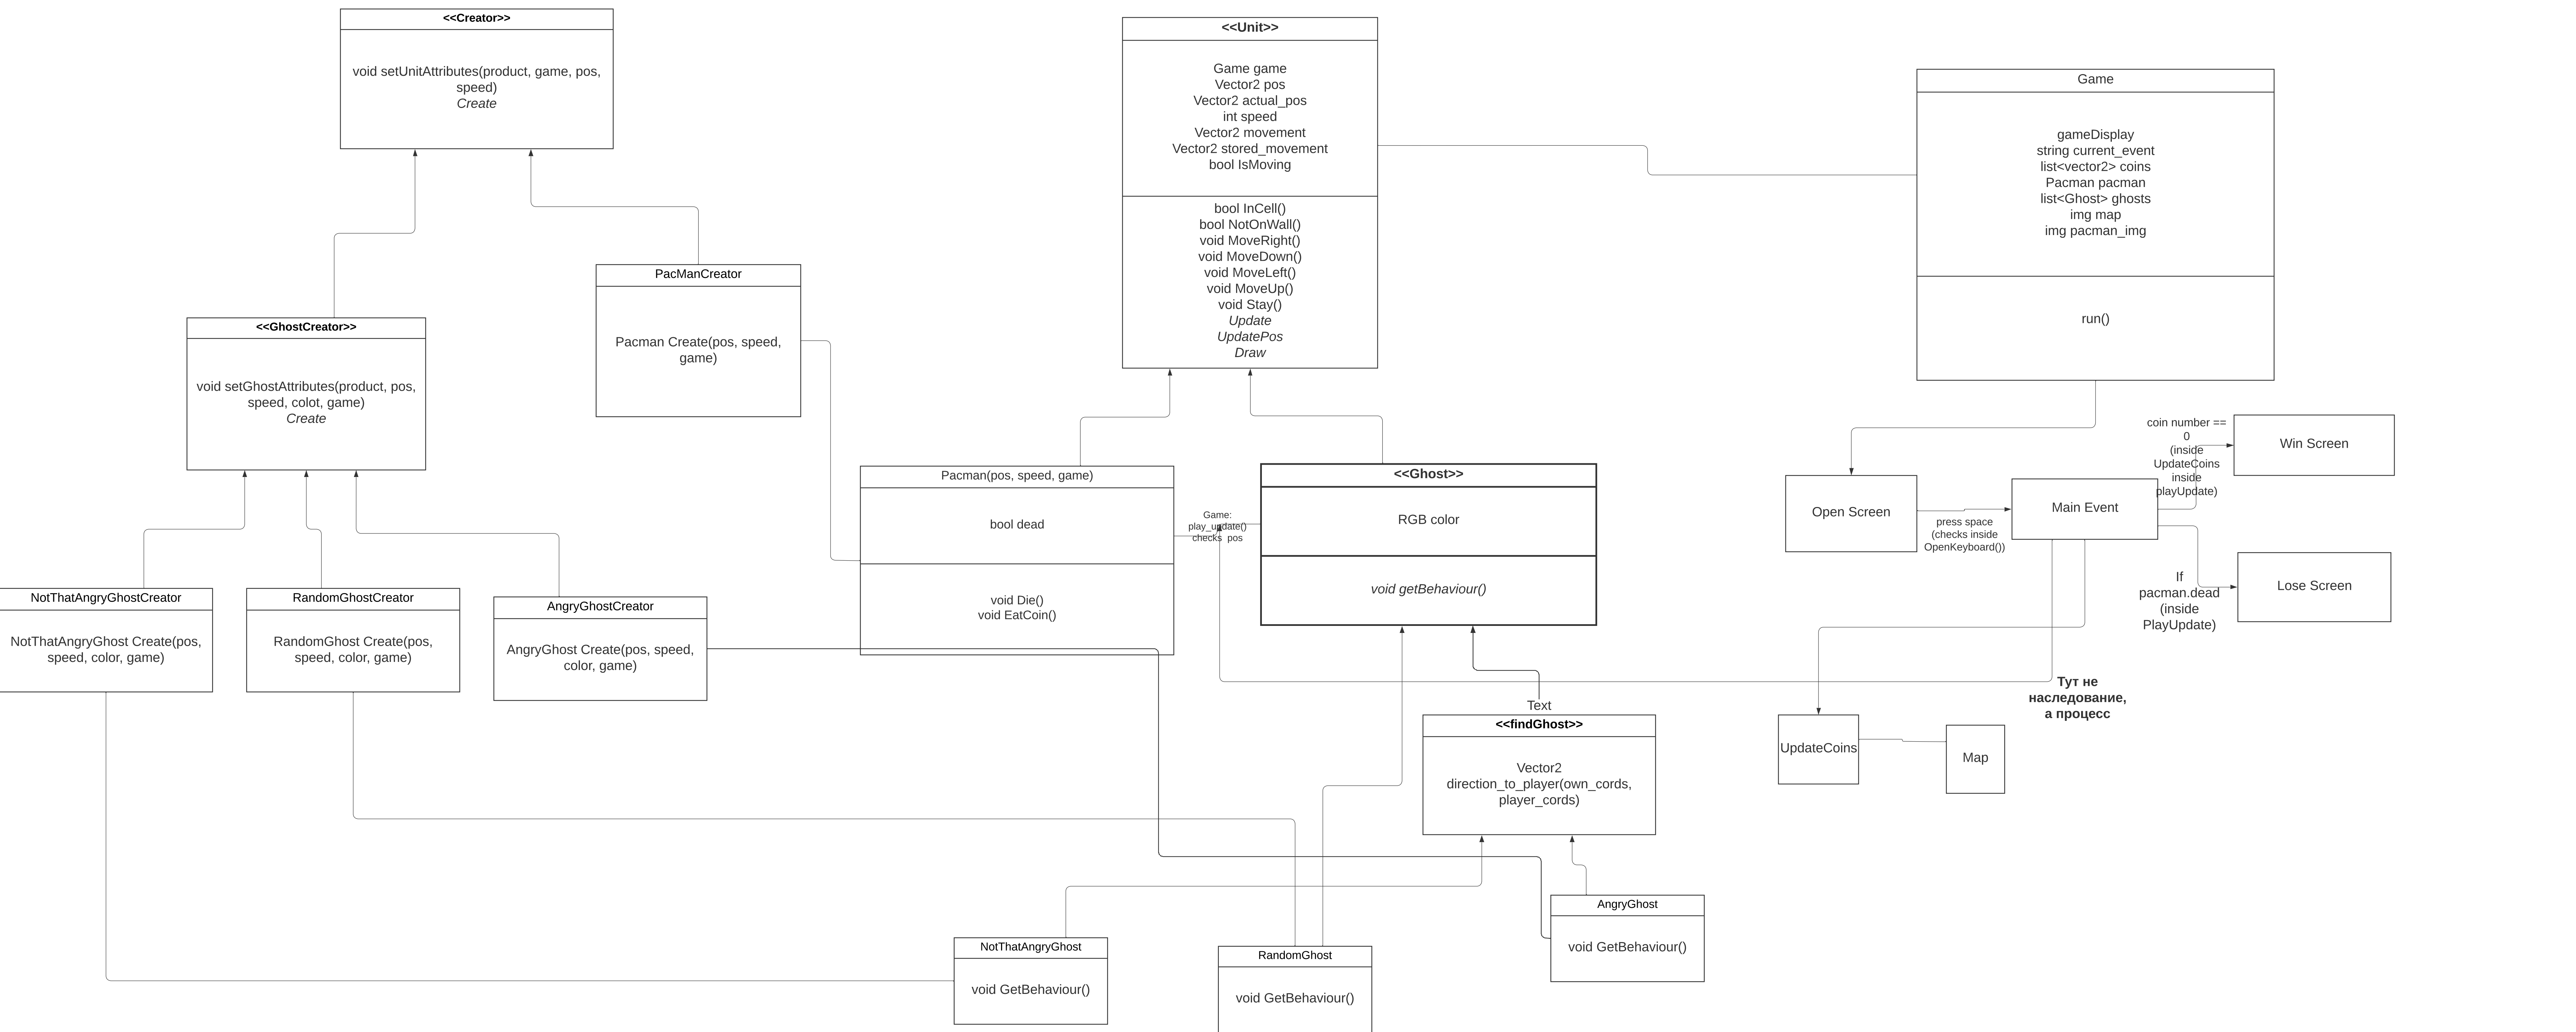 <<Creator>>
void setUnitAttributes(product, game, pos,
speed)
Create
<<Unit>>
Game game
Vector2 pos
Vector2 actual_pos
int speed
Vector2 movement
Vector2 stored_movement
bool IsMoving
bool InCell()
bool NotOnWall()
void MoveRight()
void MoveDown()
void MoveLeft()
void MoveUp()
void Stay()
Update
UpdatePos
Draw
Game
gameDisplay
string current_event
list<vector2> coins
Pacman pacman
list<Ghost> ghosts
img map
img pacman_img
run()
PacManCreator
Pacman Create(pos, speed,
game)
<<GhostCreator>>
void setGhostAttributes(product, pos,
speed, colot, game)
Create
Pacman(pos, speed, game)
bool dead
void Die()
void EatCoin()
Game:
play_update()
checks pos
<<Ghost>>
RGB color
void getBehaviour()
Open Screen
press space
(checks inside
OpenKeyboard())
Main Event
coin number ==
0
(inside
UpdateCoins
inside
playUpdate)
Win Screen
If
pacman.dead
(inside
PlayUpdate)
Lose Screen
NotThatAngryGhostCreator
NotThatAngryGhost Create(pos,
speed, color, game)
RandomGhostCreator
RandomGhost Create(pos,
speed, color, game)
AngryGhostCreator
AngryGhost Create(pos, speed,
color, game)
Тут не
наследование,
а процесс
Text
<<findGhost>>
Vector2
direction_to_player(own_cords,
player_cords)
UpdateCoins
Map
AngryGhost
void GetBehaviour()
NotThatAngryGhost
void GetBehaviour()
RandomGhost
void GetBehaviour()